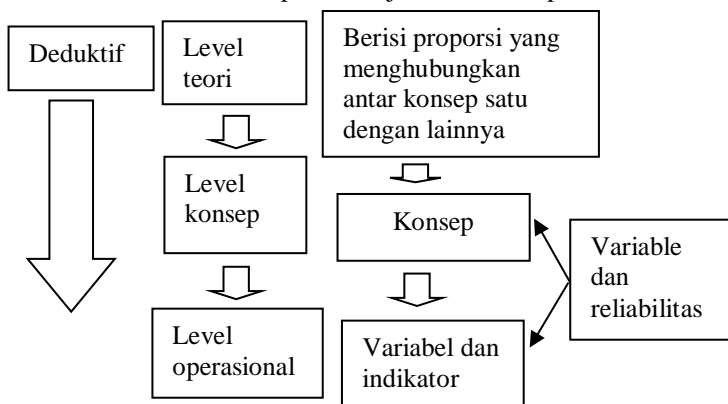 Deduktif
Level
teori
Berisi proporsi yang
menghubungkan
antar konsep satu
dengan lainnya
Level
konsep
Konsep
Variable
dan
reliabilitas
Level
operasional
Variabel dan
indikator